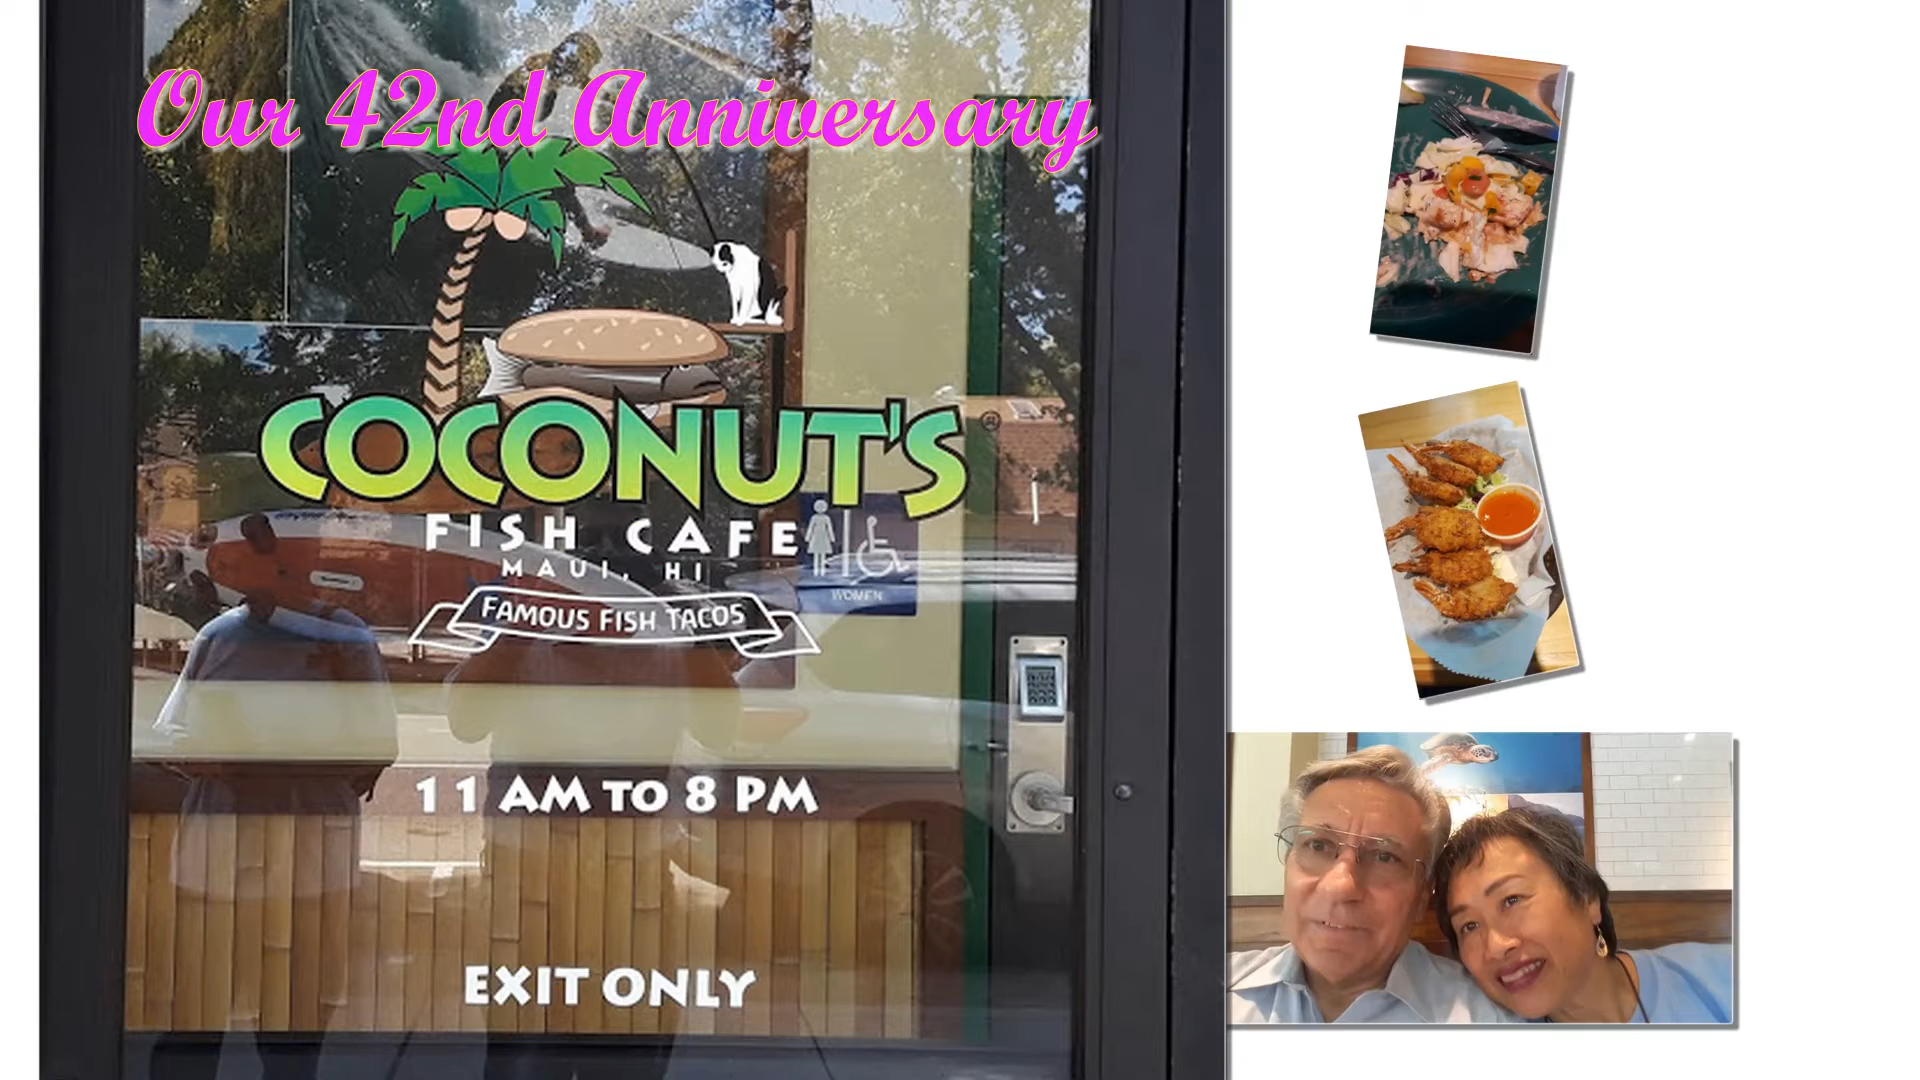 Our 42nd Anniversary
COCONUT'S ®
FISH CAFE
MAUI, HI
FAMOUS FISH TACOS
WOMEN
11 AM TO 8 PM
EXIT ONLY